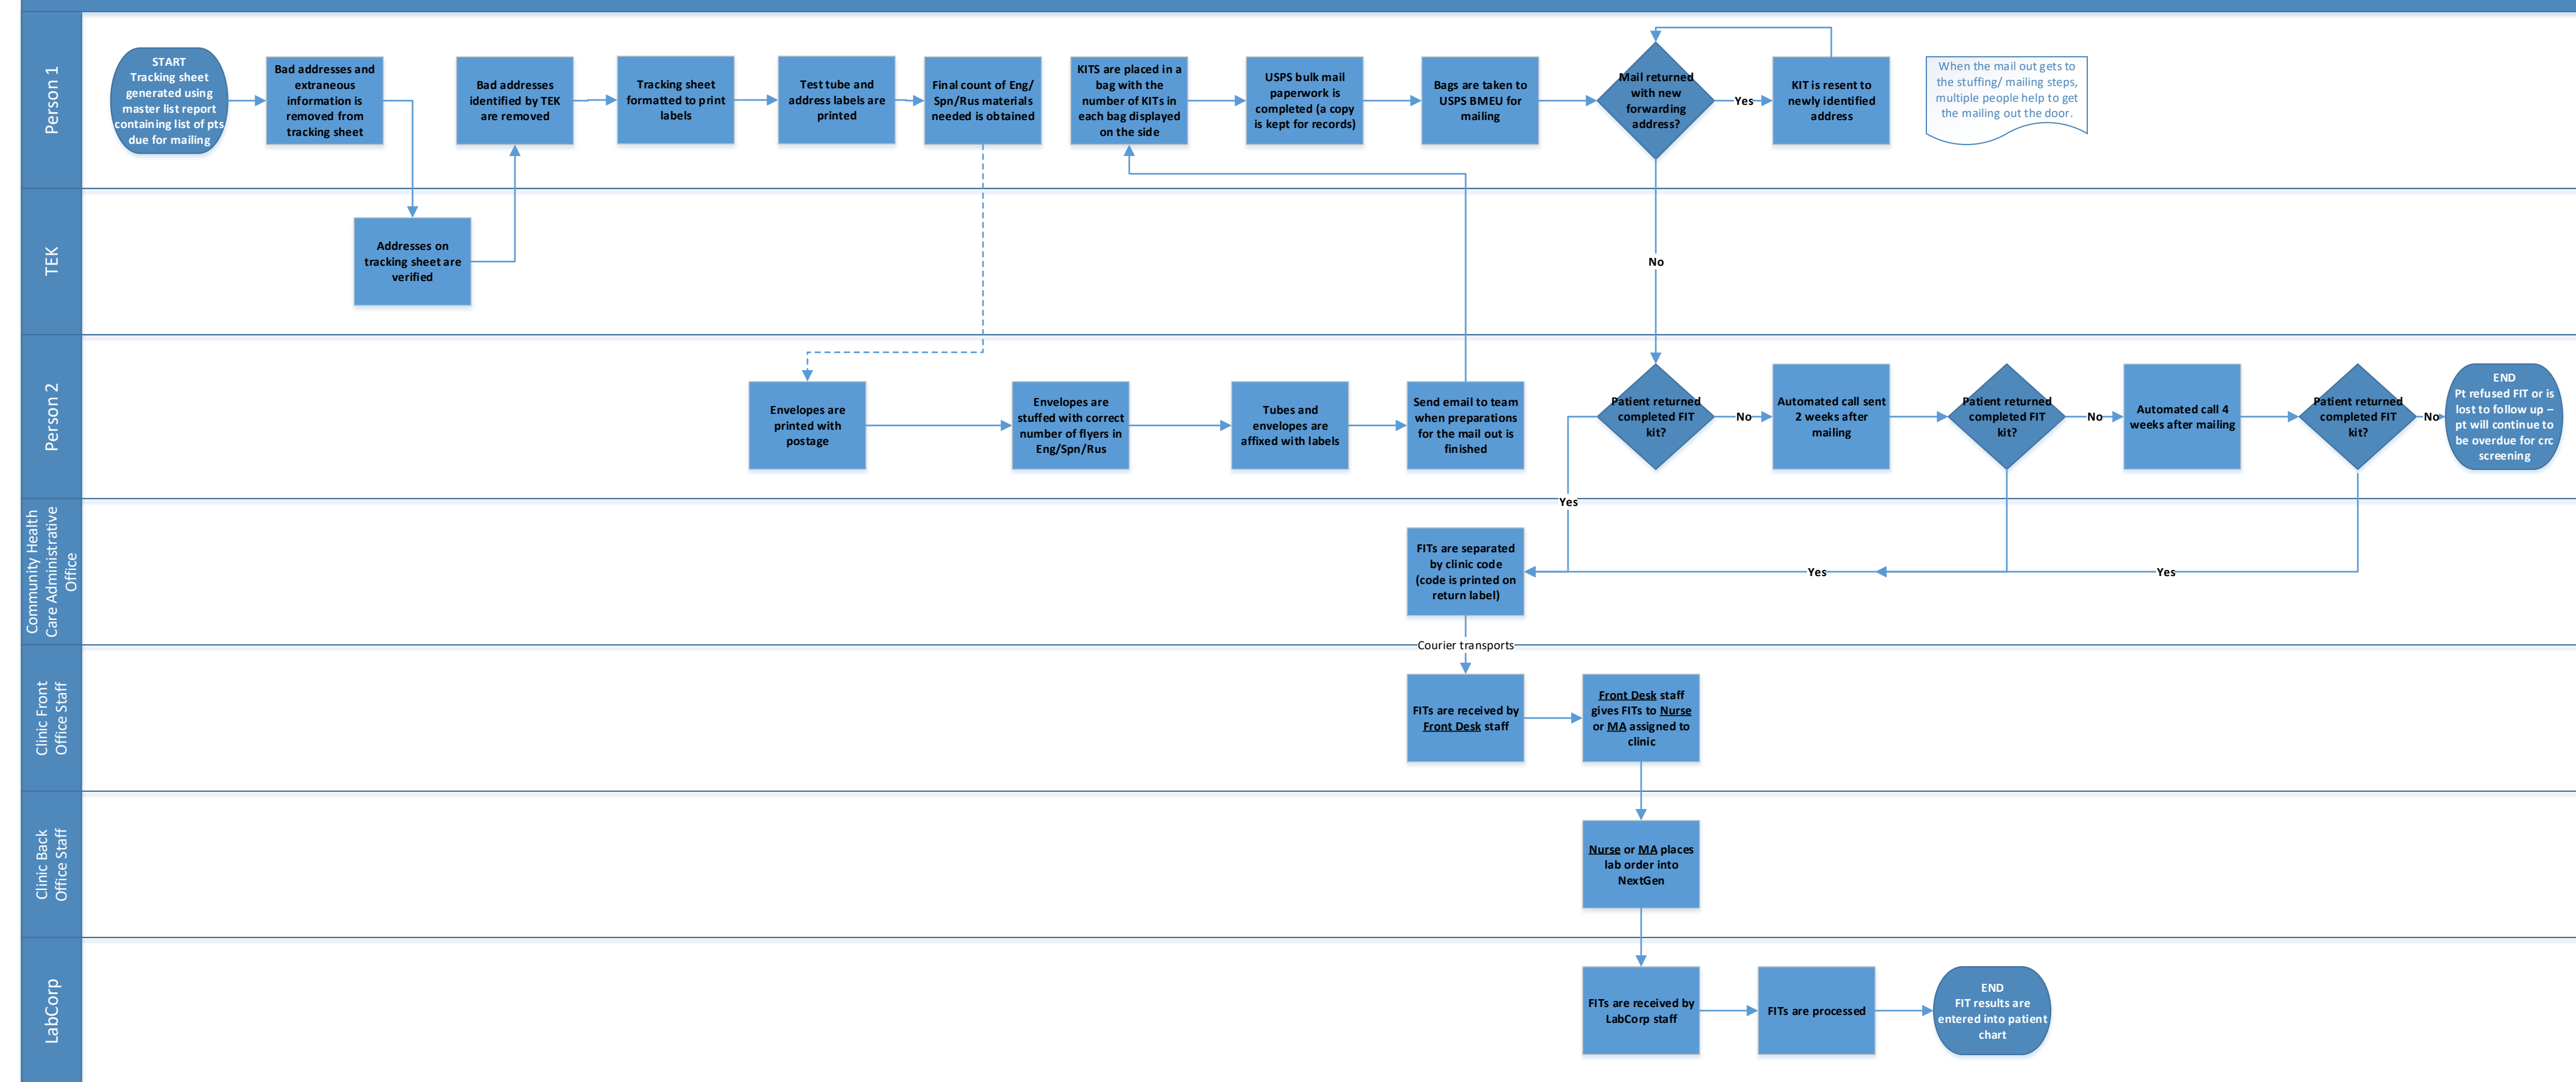 Person 1
START
Tracking sheet
generated using
master list report
containing list of pts
due for mailing
Bad addresses and
extraneous
information is
removed from
tracking sheet
Bad addresses
identified by TEK
are removed
Tracking sheet
formatted to print
labels
Test tube and
address labels are
printed
Final count of Eng/
Spn/Rus materials
needed is obtained
KITS are placed in a
bag with the
number of KITs in
each bag displayed
on the side
USPS bulk mail
paperwork is
completed (a copy
is kept for records)
Bags are taken to
USPS BMEU for
mailing
Mail returned
with new
forwarding
address?
Yes
KIT is resent to
newly identified
address
When the mail out gets to
the stuffing/ mailing steps,
multiple people help to get
the mailing out the door.
TEK
Addresses on
tracking sheet are
verified
No
Person 2
Envelopes are
printed with
postage
Envelopes are
stuffed with correct
number of flyers in
Eng/Spn/Rus
Tubes and
envelopes are
affixed with labels
Send email to team
when preparations
for the mail out is
finished
Patient returned
completed FIT
kit?
No
Automated call sent
2 weeks after
mailing
Patient returned
completed FIT
kit?
No
Automated call 4
weeks after mailing
Patient returned
completed FIT
kit?
No
END
Pt refused FIT or is
lost to follow up –
pt will continue to
be overdue for crc
screening
Yes
Community Health
Care Administrative
Office
FITs are separated
by clinic code
(code is printed on
return label)
Yes
Yes
Courier transports
Clinic Front
Office Staff
FITs are received by
Front Desk staff
Front Desk staff
gives FITs to Nurse
or MA assigned to
clinic
Clinic Back
Office Staff
Nurse or MA places
lab order into
NextGen
LabCorp
FITs are received by
LabCorp staff
FITs are processed
END
FIT results are
entered into patient
chart